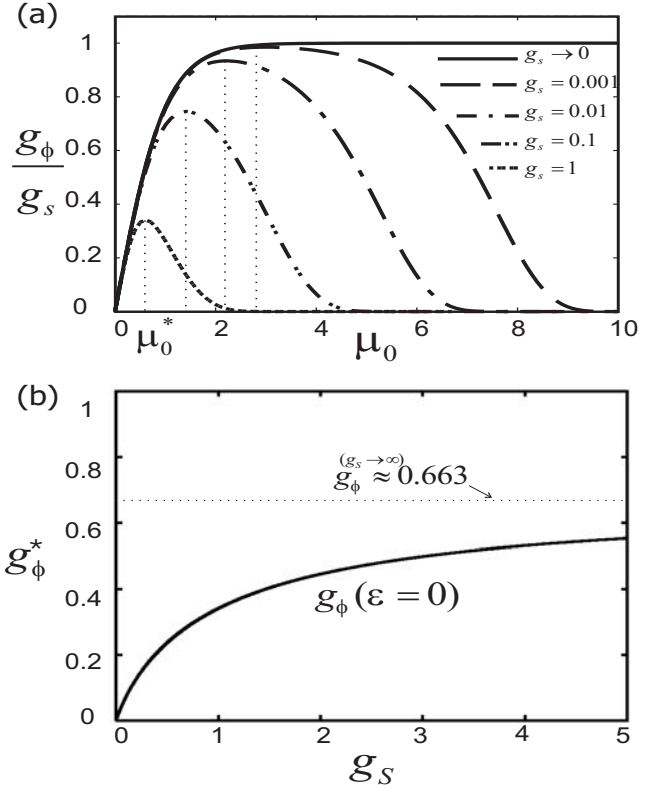 (a)
1
0.8
0.6
0.4
0.2
0
g_ϕ / g_s
g_s → 0
g_s = 0.001
g_s = 0.01
g_s = 0.1
g_s = 1
0 2 4 6 8 10
μ_0^* μ_0
(b)
1
0.8
0.6
0.4
0.2
0
g_ϕ^*
(g_S → ∞)
g_ϕ ≈ 0.663
g_ϕ (ε = 0)
0 1 2 3 4 5
g_S